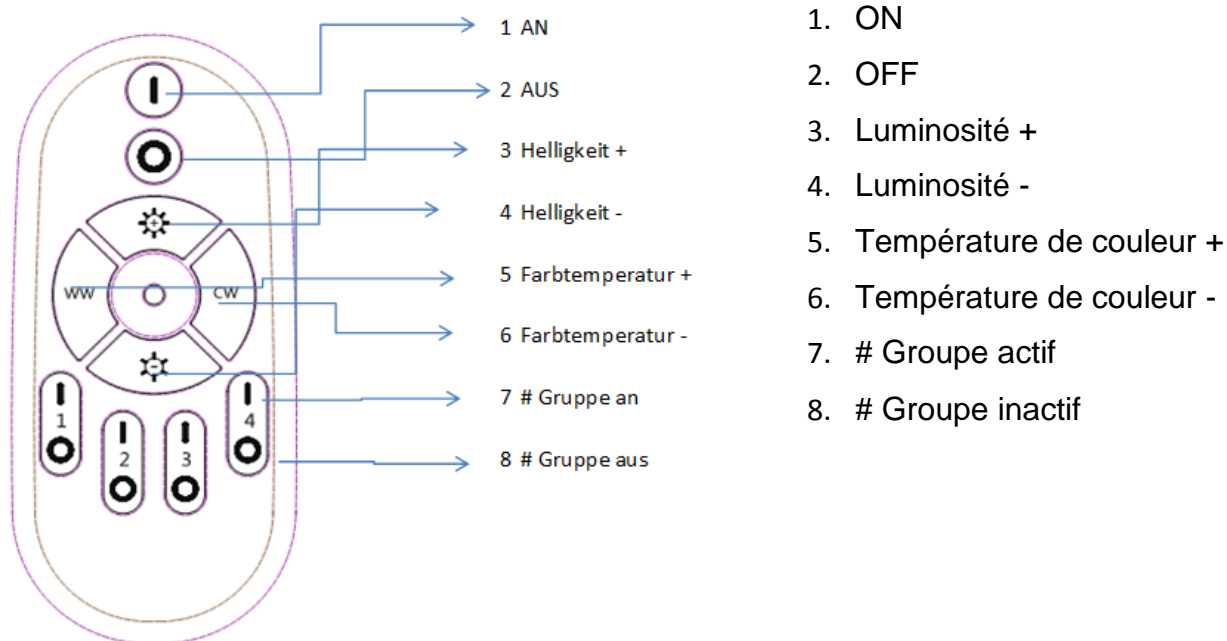 1 AN
2 AUS
3 Helligkeit +
4 Helligkeit -
5 Farbtemperatur +
6 Farbtemperatur -
7 # Gruppe an
8 # Gruppe aus
WW
CW
1
2
3
4
1. ON
2. OFF
3. Luminosité +
4. Luminosité -
5. Température de couleur +
6. Température de couleur -
7. # Groupe actif
8. # Groupe inactif